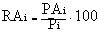 RAi = PAi / Pi · 100